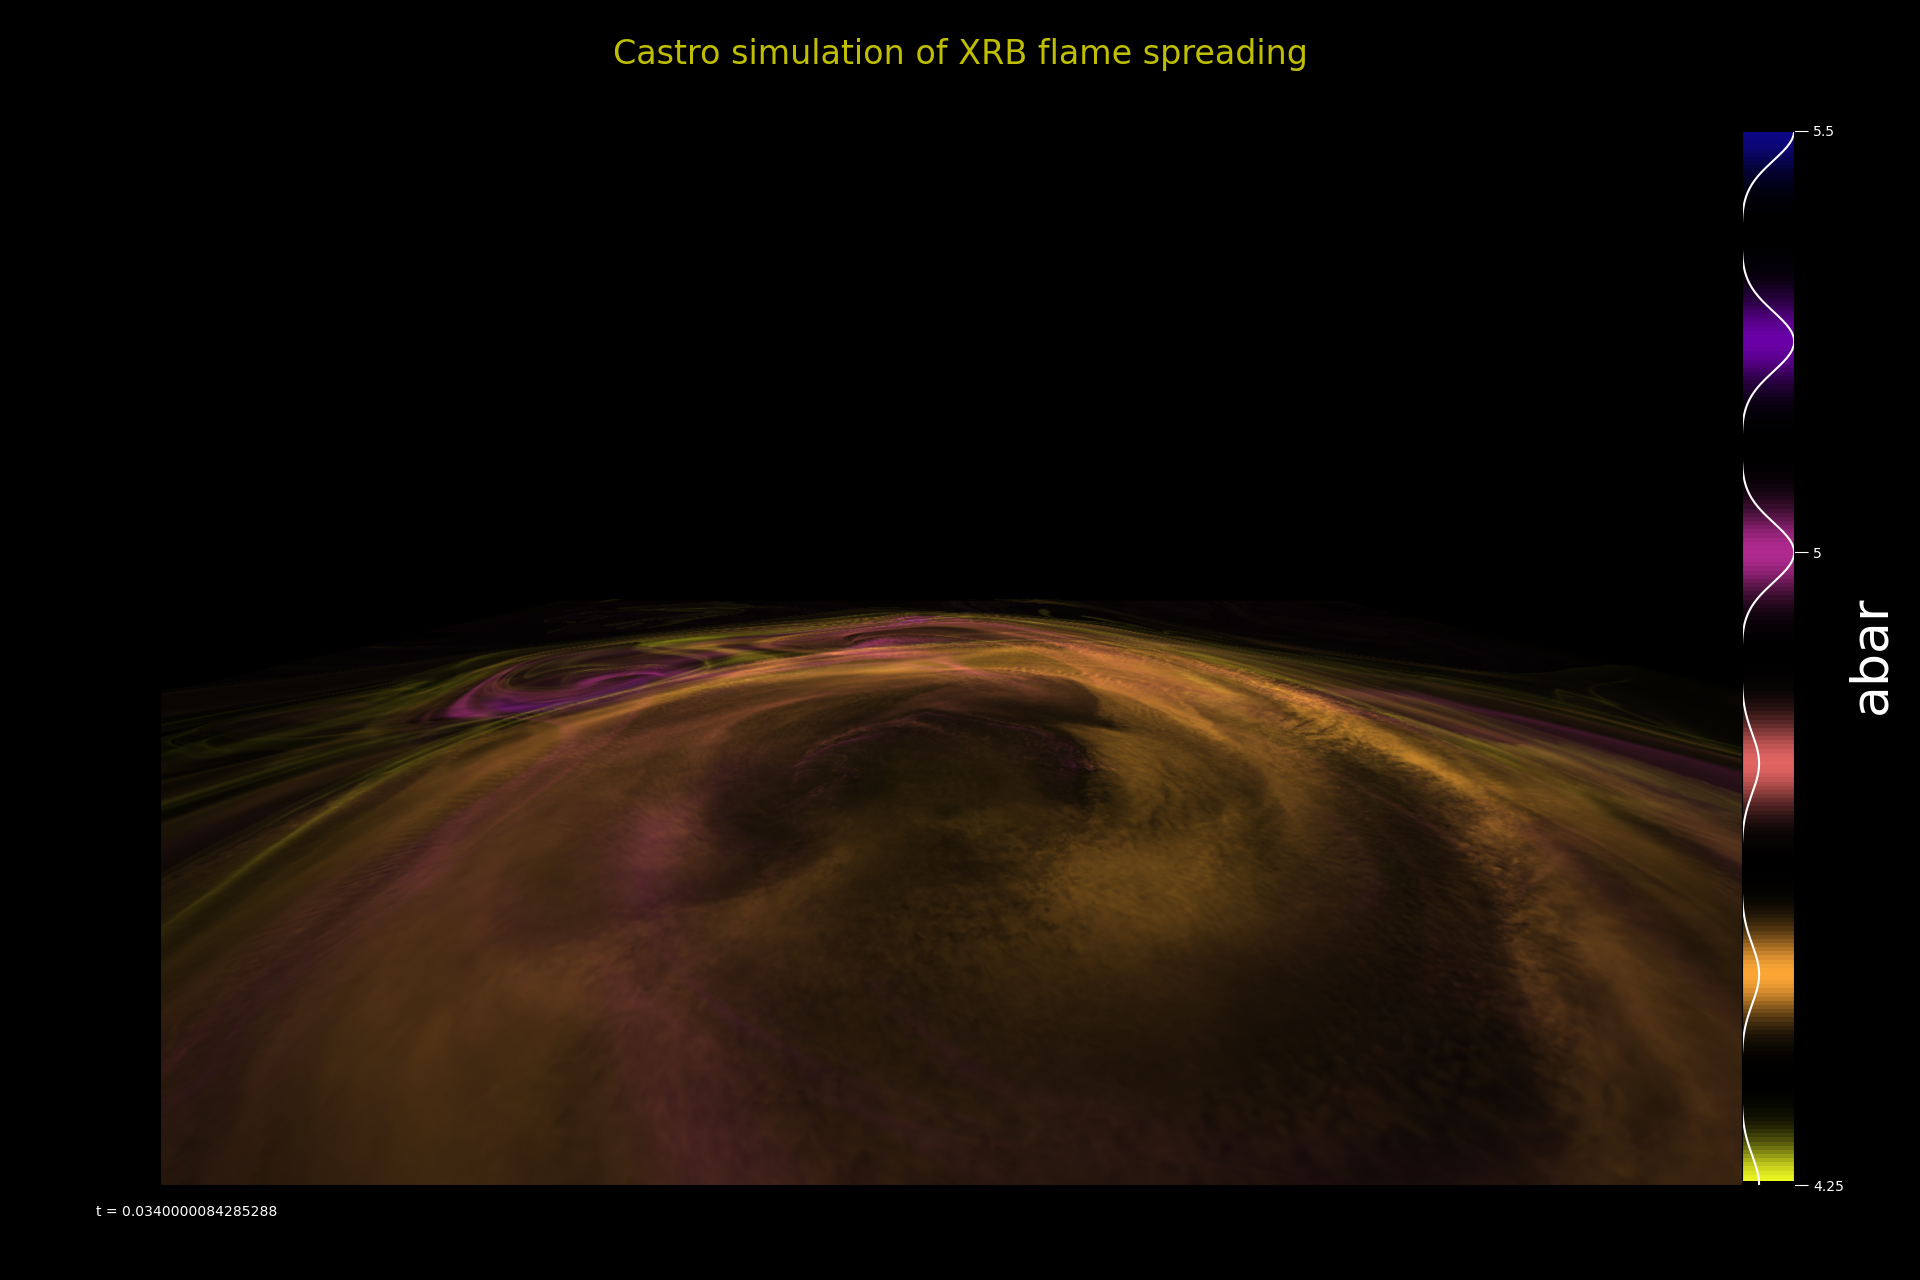 Castro simulation of XRB flame spreading
5.5
5
abar
4.25
t = 0.0340000084285288